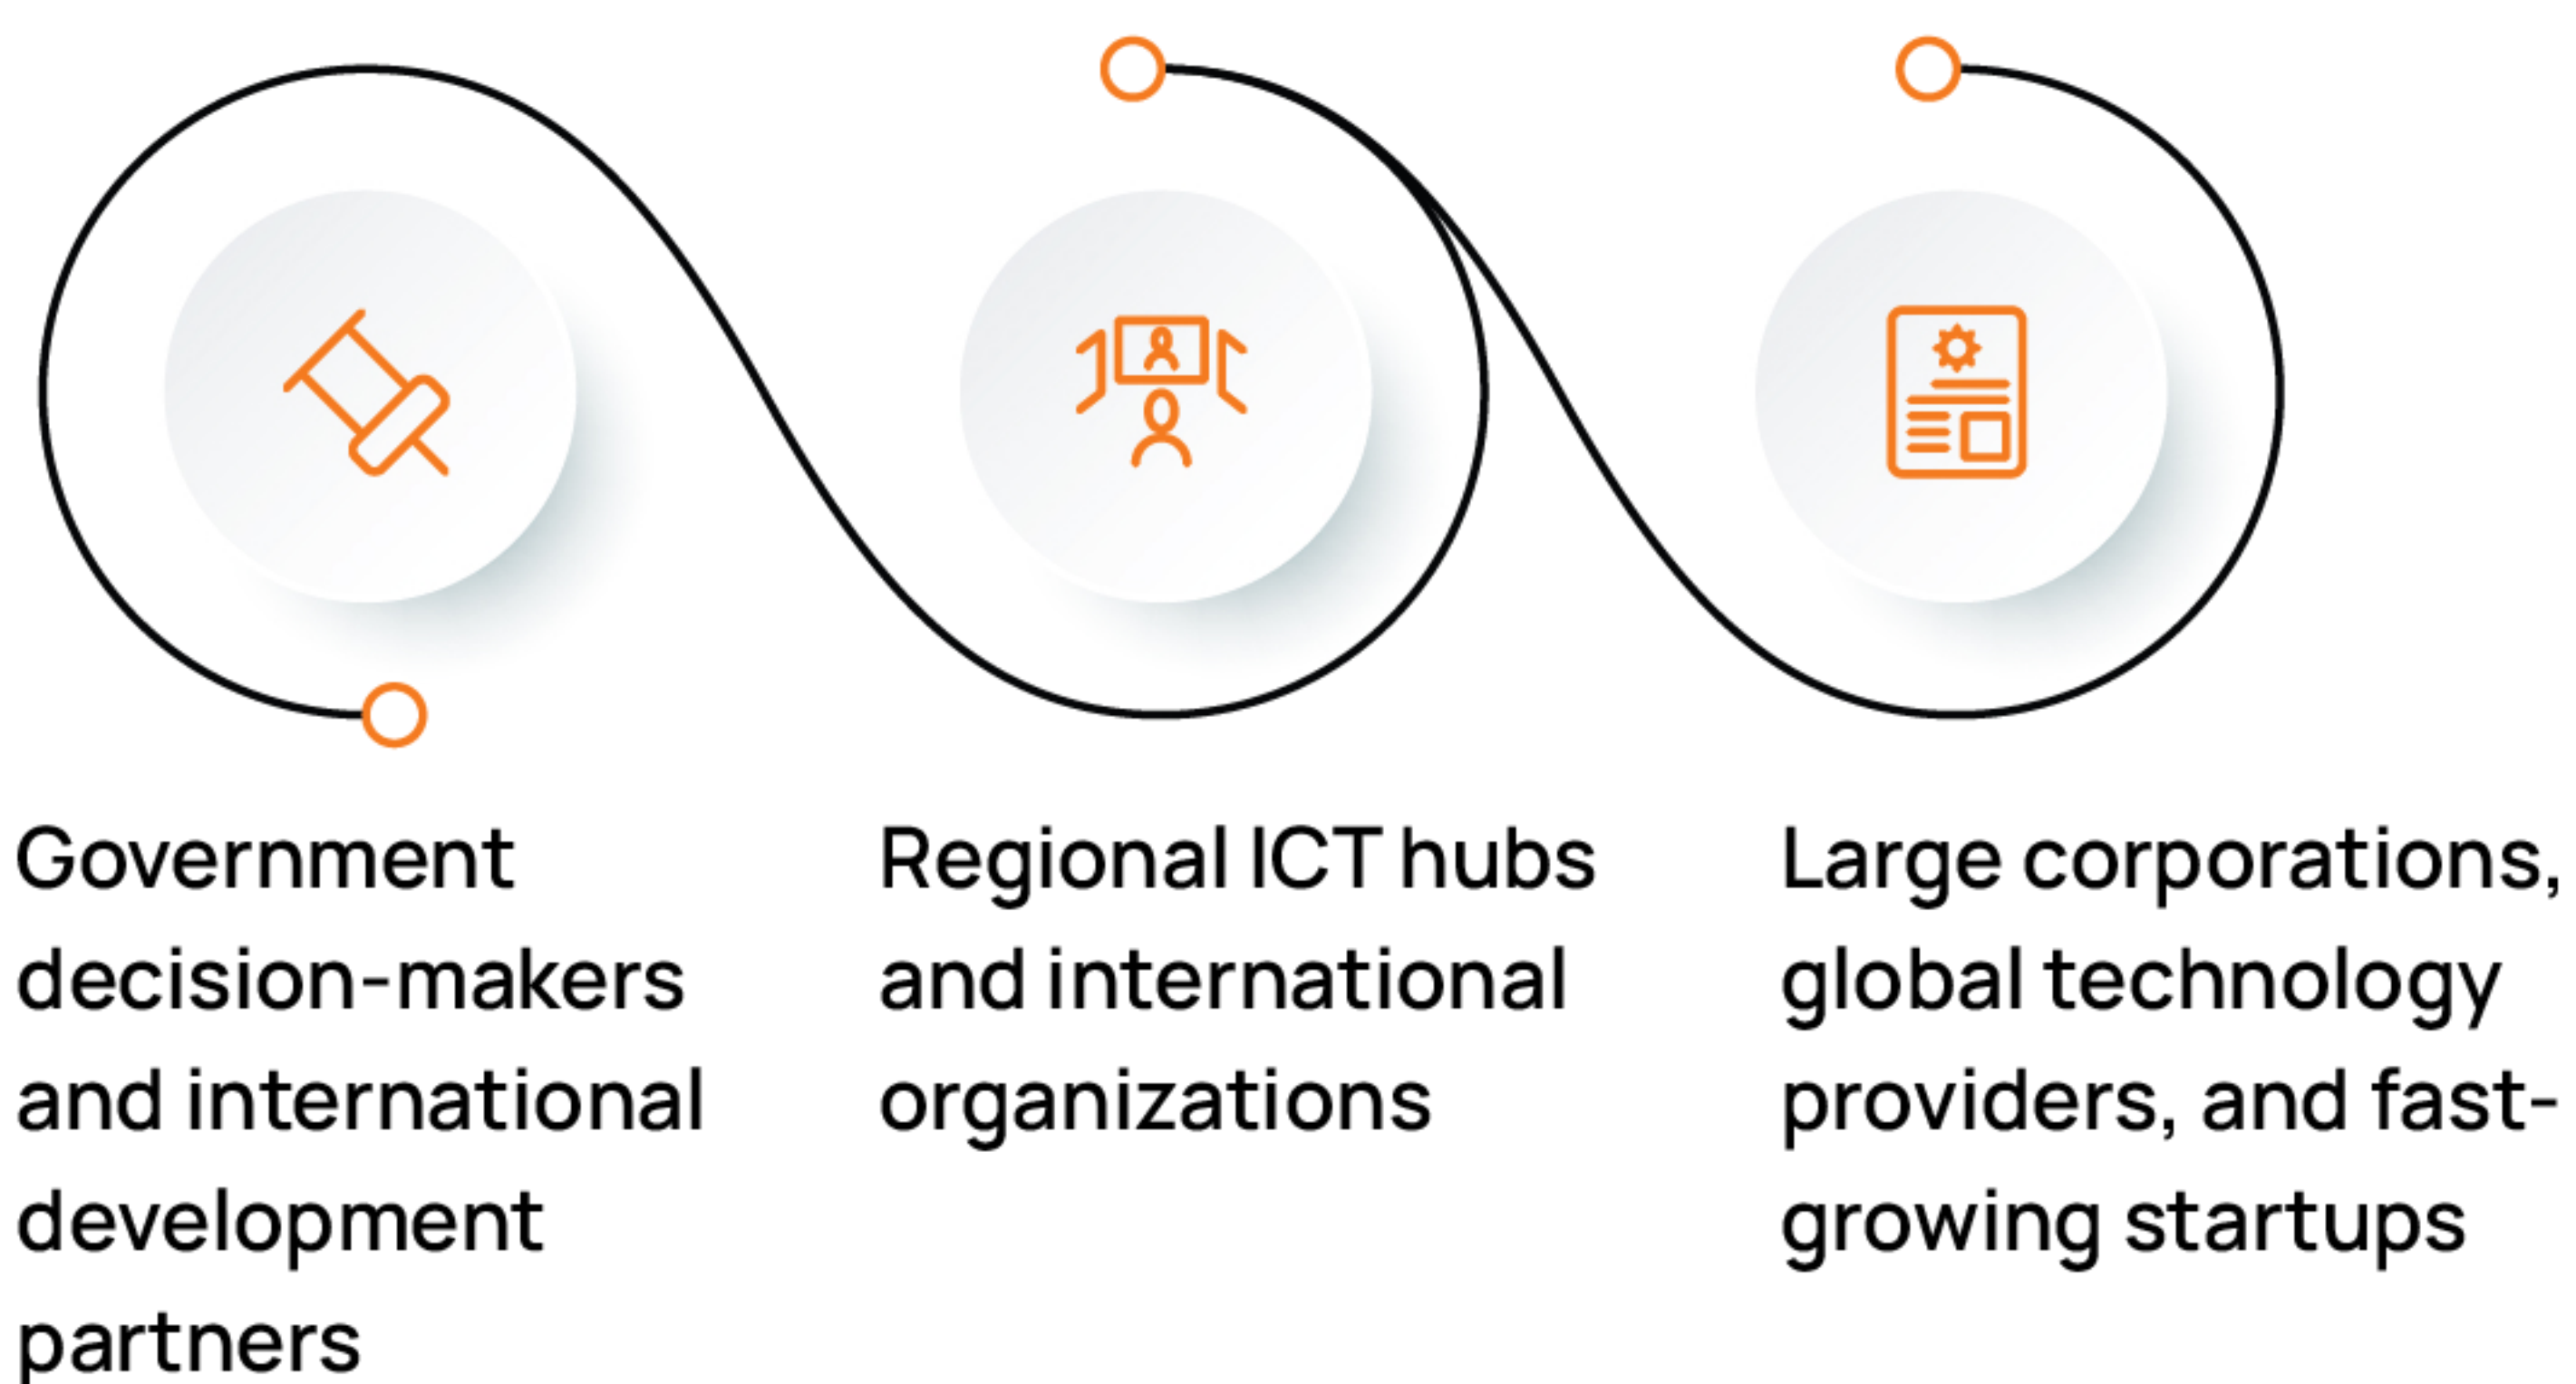 Government
decision-makers
and international
development
partners
Regional ICT hubs
and international
organizations
Large corporations,
global technology
providers, and fast-
growing startups